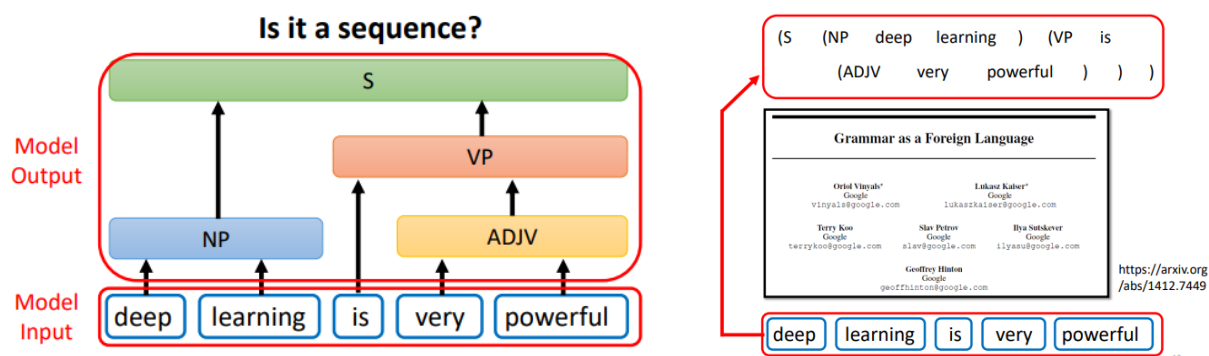 Is it a sequence?
S
Model
Output
VP
NP
ADJV
Model
Input
deep learning is very powerful
(S (NP deep learning ) (VP is
(ADJV very powerful ) ) )
Grammar as a Foreign Language
Oriol Vinyals* Lukasz Kaiser*
Google Google
vinyals@google.com lukaszkaiser@google.com
Terry Koo Slav Petrov Ilya Sutskever
Google Google Google
terrykoo@google.com slav@google.com ilyasu@google.com
Geoffrey Hinton
Google
geoffhinton@google.com
https://arxiv.org
/abs/1412.7449
deep learning is very powerful